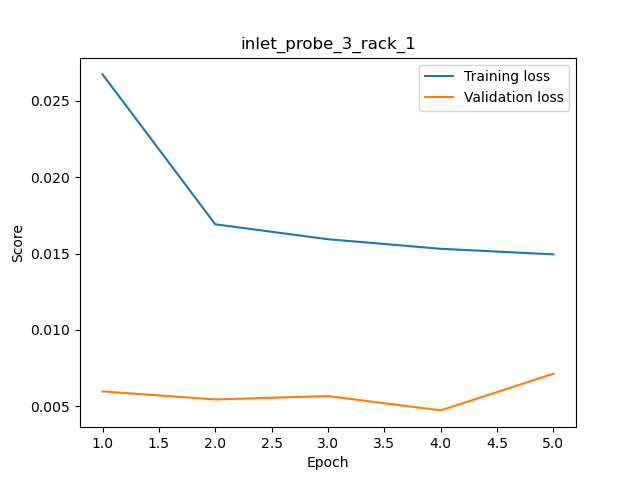 inlet_probe_3_rack_1
Training loss
Validation loss
Score
0.025
0.020
0.015
0.010
0.005
1.0 1.5 2.0 2.5 3.0 3.5 4.0 4.5 5.0
Epoch